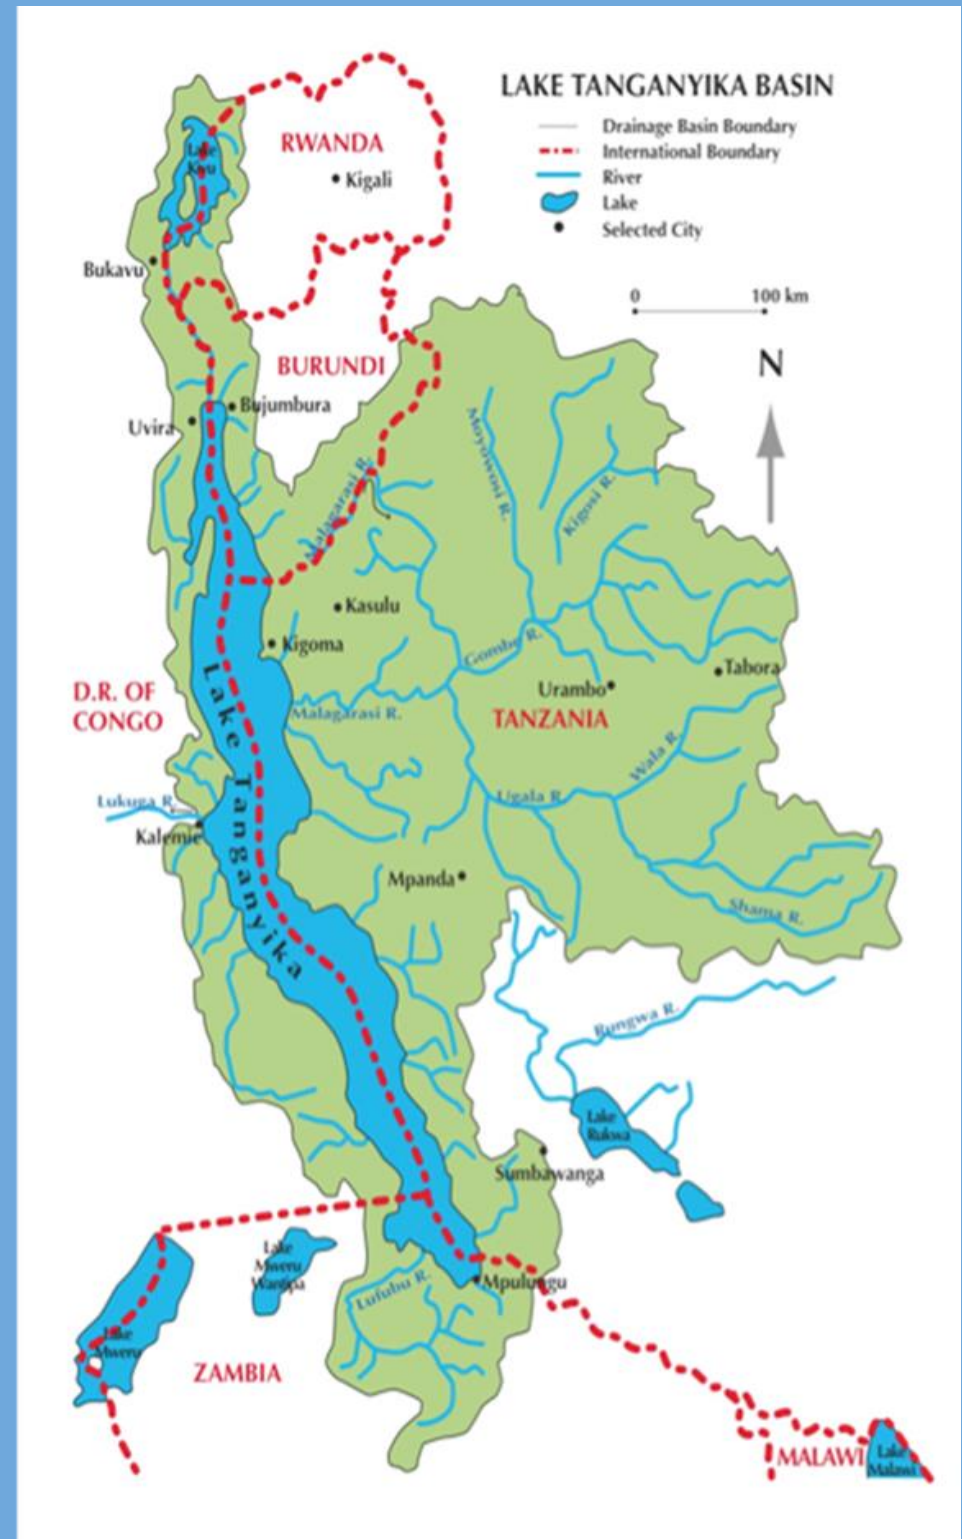 LAKE TANGANYIKA BASIN
Drainage Basin Boundary
International Boundary
River
Lake
Selected City
0 100 km
N
RWANDA
Kigali
Lake
Kivu
Bukavu
BURUNDI
Bujumbura
Uvira
Malagarasi R.
Moyowosi R.
Kigosi R.
Kasulu
Kigoma
Gombe R.
Tabora
Urambo
D.R. OF
CONGO
Lake Tanganyika
Malagarasi R.
TANZANIA
Wala R.
Ugala R
Lukuga R.
Kalemie
Mpanda
Shama R.
Rungwa R.
Lake
Rukwa
Sumbawanga
Lake
Mweru
Wantipa
Mpulungu
Lufubu R.
Lake
Mweru
ZAMBIA
MALAWI
Lake
Malawi